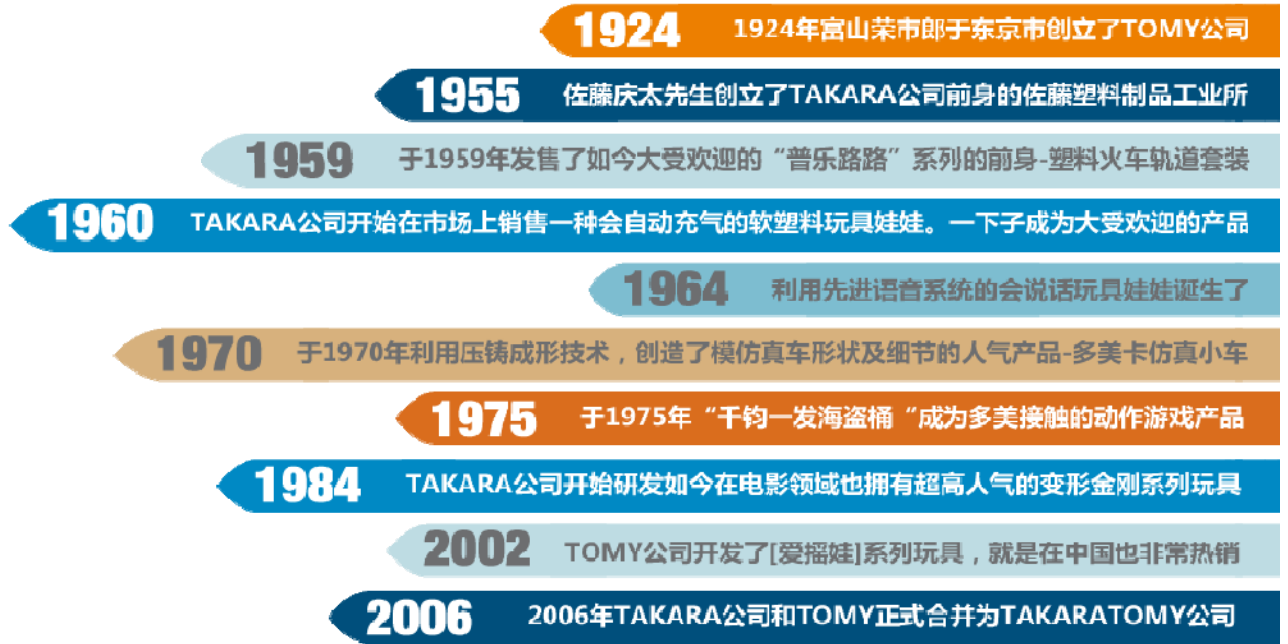 1924 1924年富山荣市郎于东京市创立了TOMY公司
1955 佐藤庆太先生创立了TAKARA公司前身的佐藤塑料制品工业所
1959 于1959年发售了如今大受欢迎的“普乐路路”系列的前身-塑料火车轨道套装
1960 TAKARA公司开始在市场上销售一种会自动充气的软塑料玩具娃娃。一下子成为大受欢迎的产品
1964 利用先进语音系统的会说话玩具娃娃诞生了
1970 于1970年利用压铸成形技术，创造了模仿真车形状及细节的人气产品-多美卡仿真小车
1975 于1975年“千钧一发海盗桶“成为多美接触的动作游戏产品
1984 TAKARA公司开始研发如今在电影领域也拥有超高人气的变形金刚系列玩具
2002 TOMY公司开发了[爱摇娃]系列玩具，就是在中国也非常热销
2006 2006年TAKARA公司和TOMY正式合并为TAKARATOMY公司